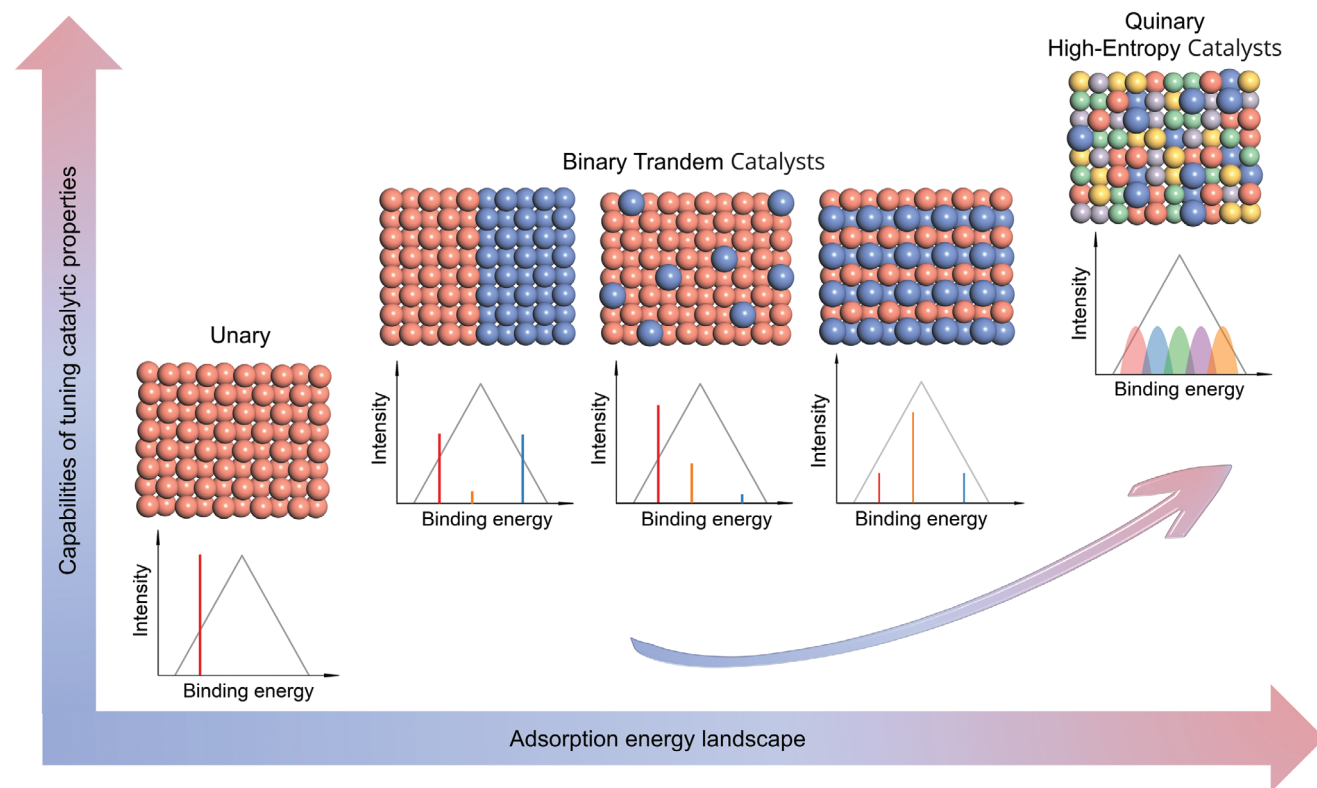 Quinary
High-Entropy Catalysts
Binary Trandem Catalysts
Unary
Capabilities of tuning catalytic properties
Intensity
Binding energy
Intensity
Binding energy
Intensity
Binding energy
Intensity
Binding energy
Intensity
Binding energy
Adsorption energy landscape